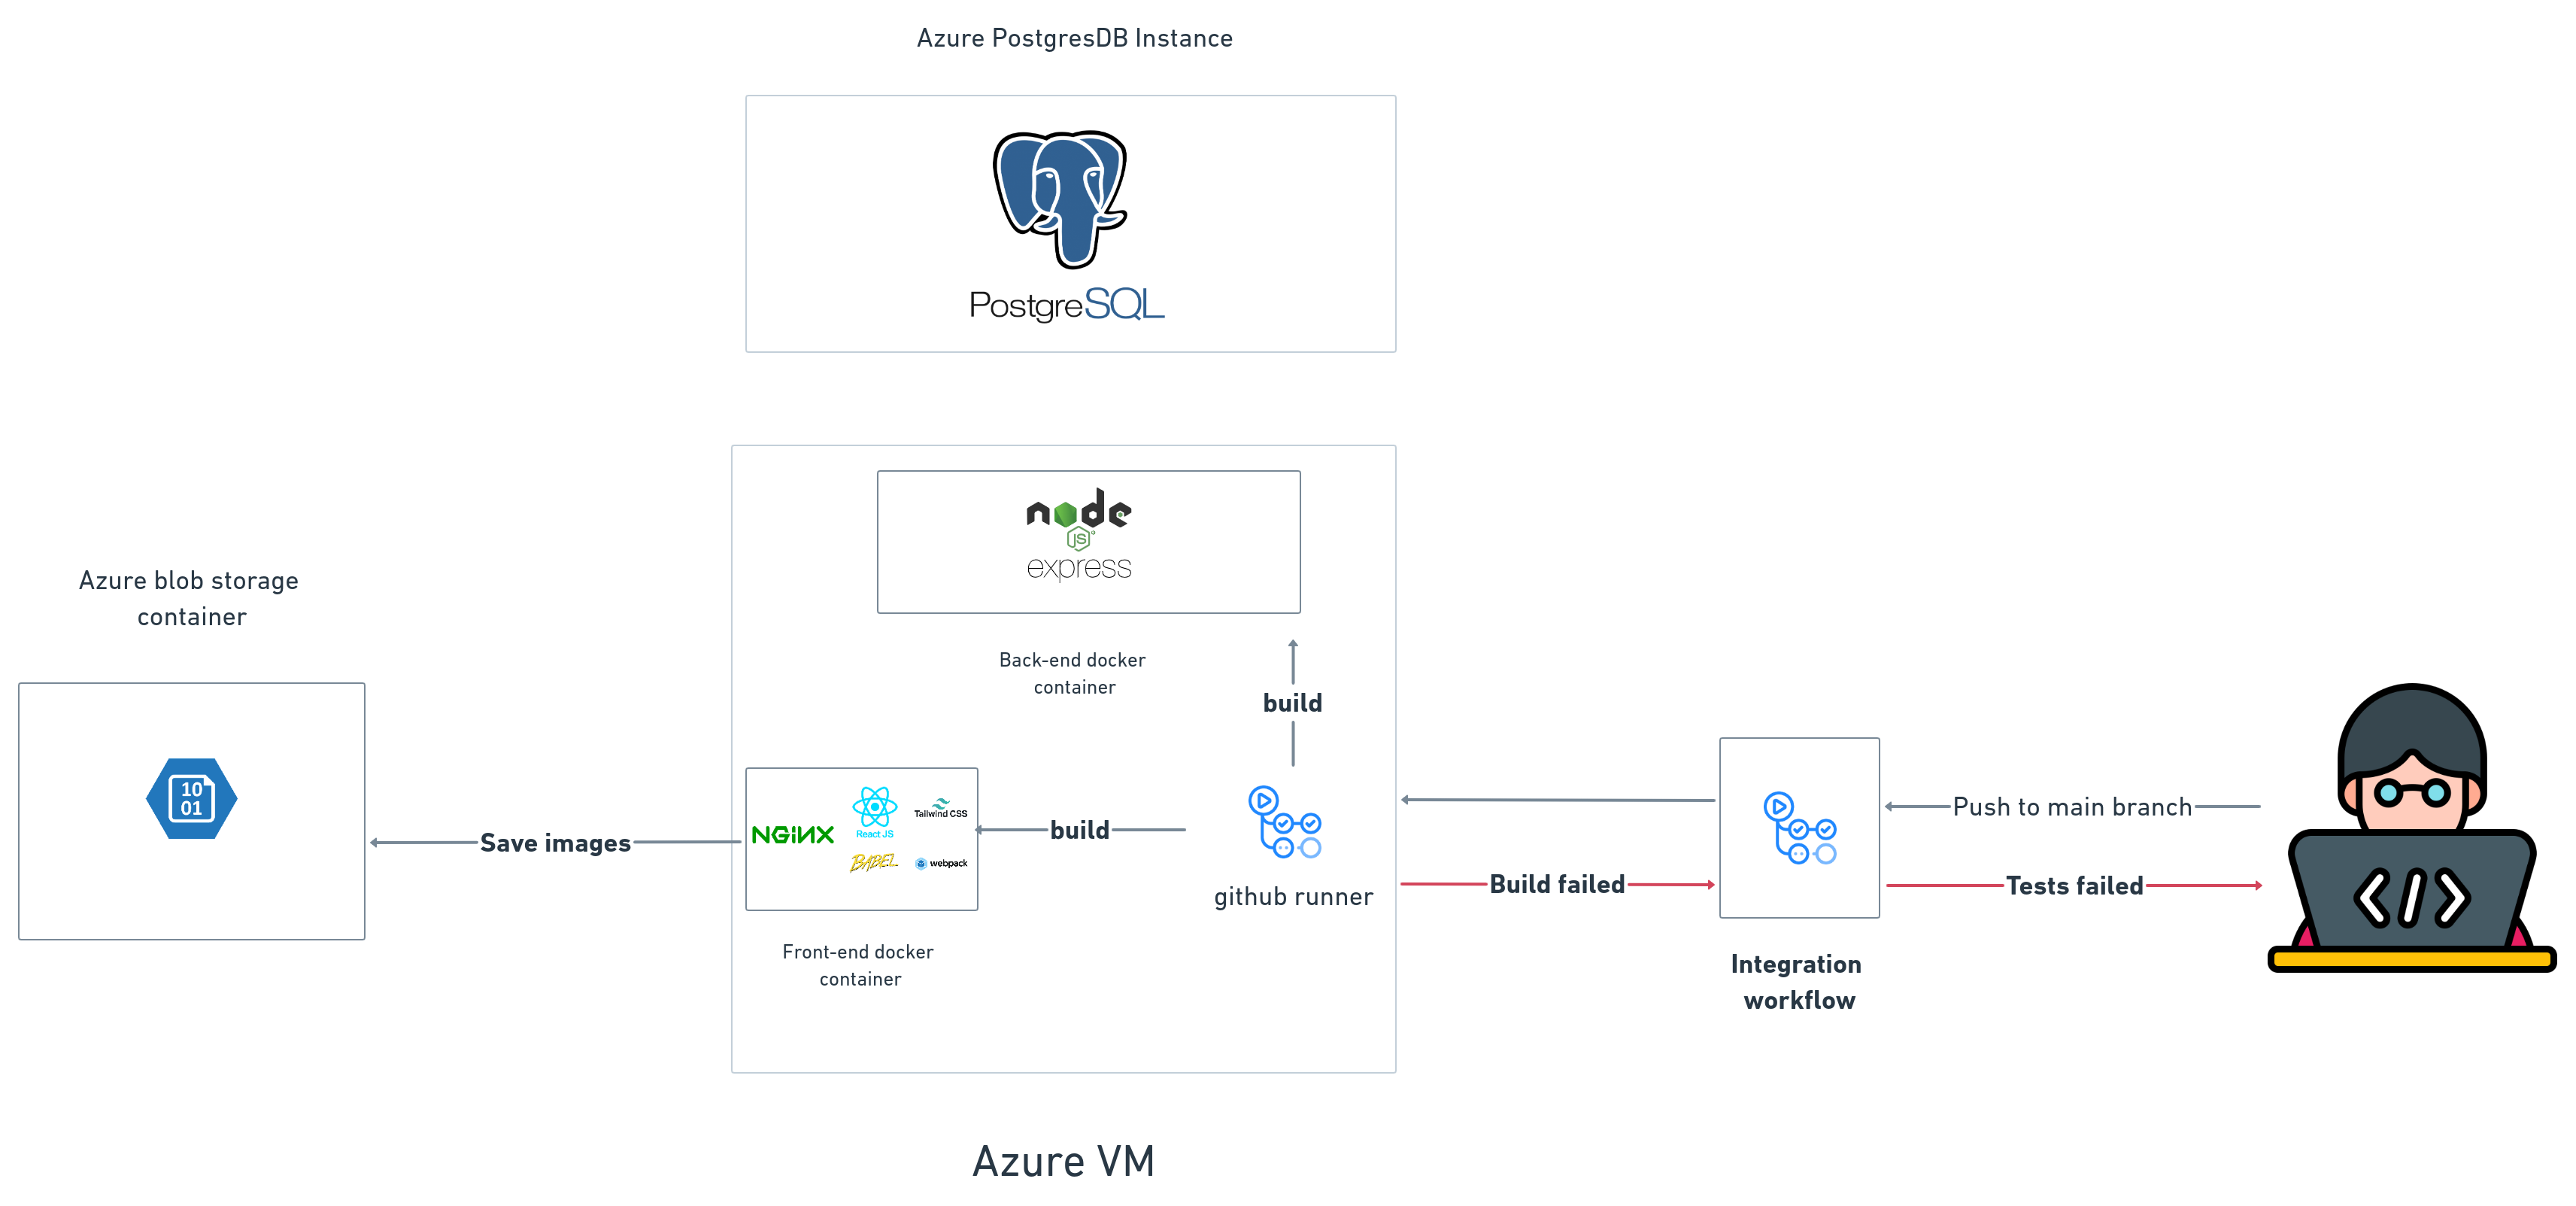 Azure PostgresDB Instance
PostgreSQL
node
JS
express
Azure blob storage
container
Back-end docker
container
build
10
01
Save images
NGINX
React JS
Tailwind CSS
BABEL
webpack
build
github runner
Front-end docker
container
Build failed
Push to main branch
Tests failed
Integration
workflow
</>
Azure VM